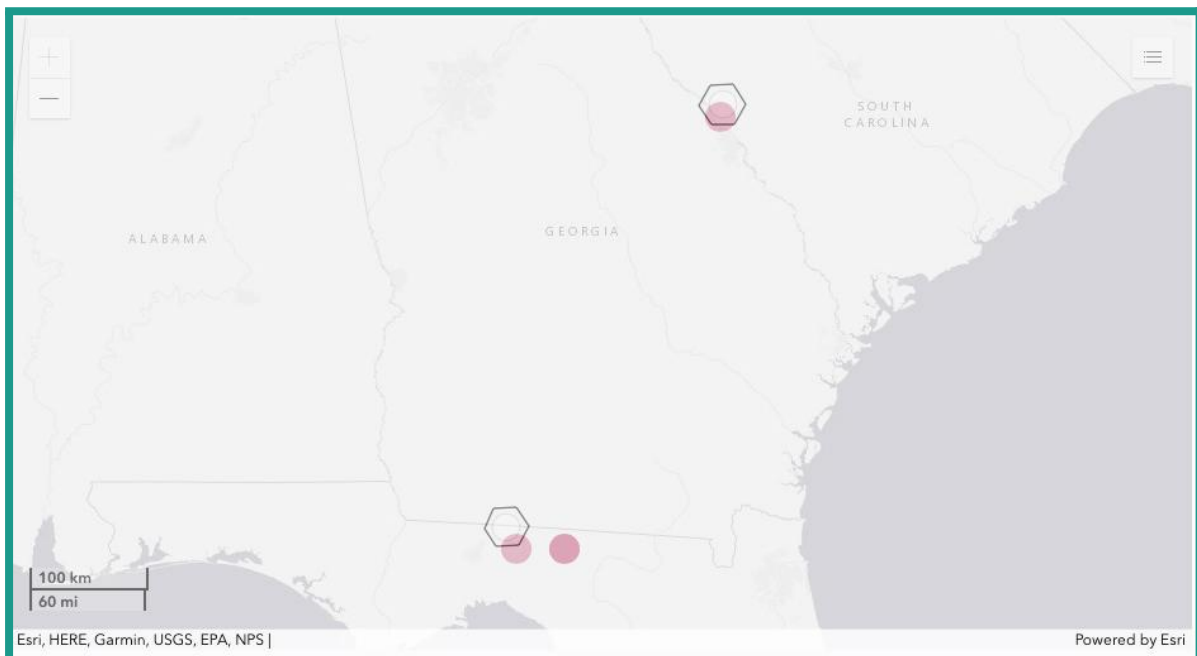 SOUTH
CAROLINA
GEORGIA
ALABAMA
100 km
60 mi
Esri, HERE, Garmin, USGS, EPA, NPS |
Powered by Esri